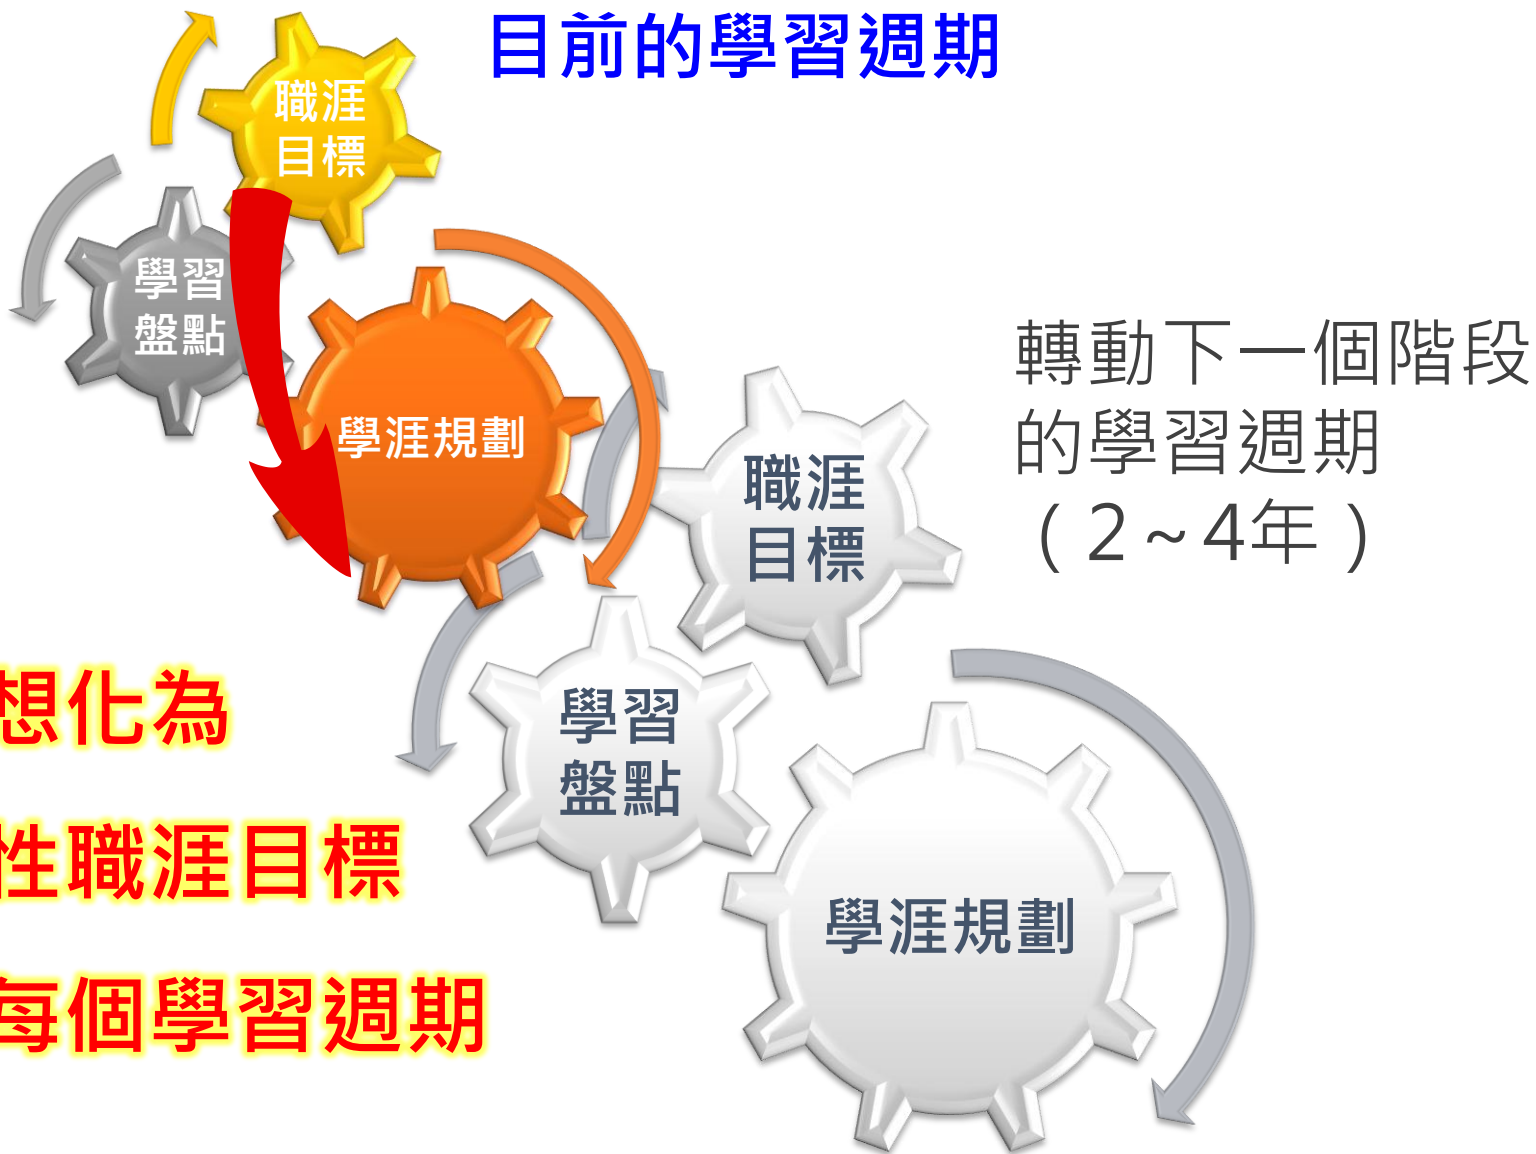 目前的學習週期
職涯
目標
學習
盤點
學涯規劃
轉動下一個階段
的學習週期
（2~4年）
職涯
目標
學習
盤點
學涯規劃
想化為
性職涯目標
每個學習週期